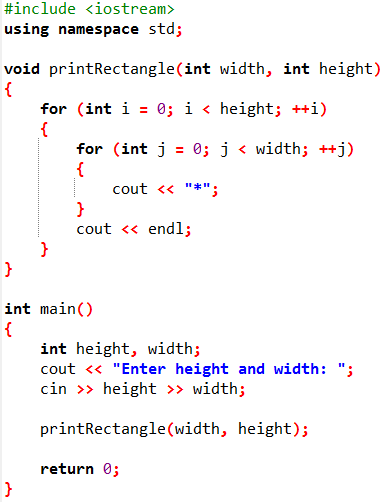 #include <iostream>
using namespace std;

void printRectangle(int width, int height)
{
    for (int i = 0; i < height; ++i)
    {
        for (int j = 0; j < width; ++j)
        {
            cout << "*";
        }
        cout << endl;
    }
}

int main()
{
    int height, width;
    cout << "Enter height and width: ";
    cin >> height >> width;

    printRectangle(width, height);

    return 0;
}